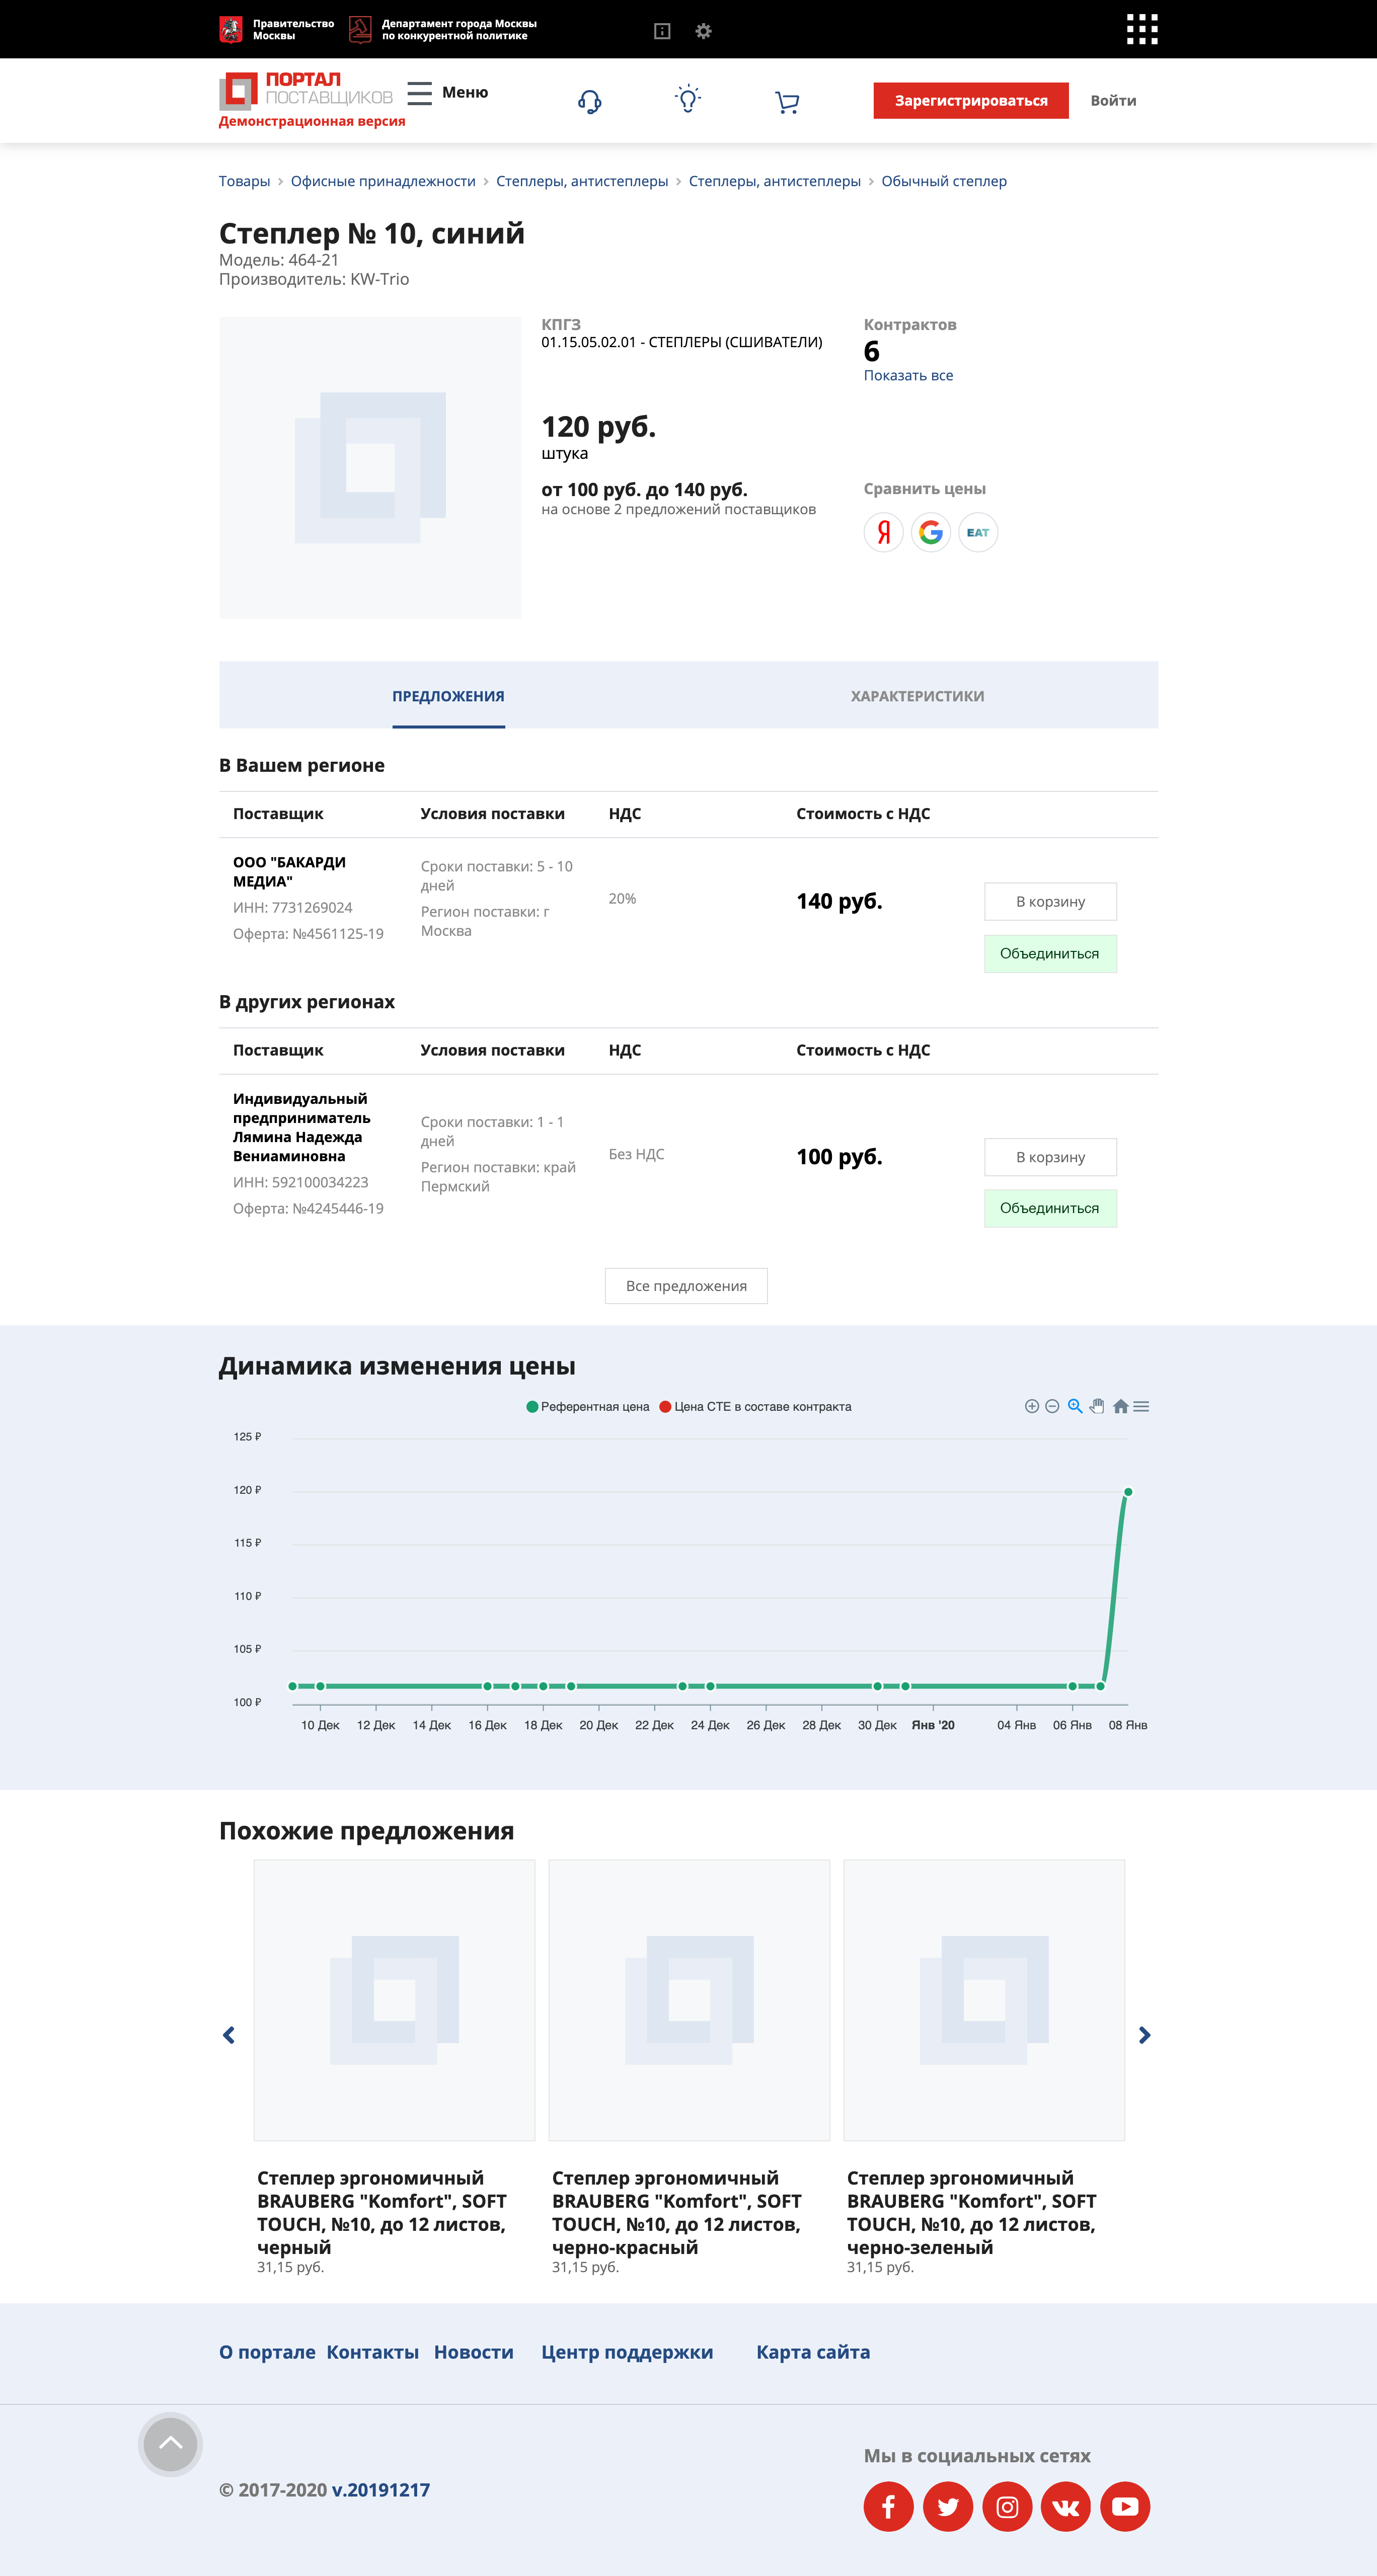 Правительство
Москвы
Департамент города Москвы
по конкурентной политике
ПОРТАЛ
ПОСТАВЩИКОВ
Демонстрационная версия
Меню
Зарегистрироваться
Войти
Товары > Офисные принадлежности > Степлеры, антистеплеры > Степлеры, антистеплеры > Обычный степлер
Степлер № 10, синий
Модель: 464-21
Производитель: KW-Trio
КПГЗ
01.15.05.02.01 - СТЕПЛЕРЫ (СШИВАТЕЛИ)
Контрактов
6
Показать все
120 руб.
штука
от 100 руб. до 140 руб.
на основе 2 предложений поставщиков
Сравнить цены
Я G ЕАТ
ПРЕДЛОЖЕНИЯ ХАРАКТЕРИСТИКИ
В Вашем регионе
Поставщик Условия поставки НДС Стоимость с НДС
ООО "БАКАРДИ
МЕДИА"
ИНН: 7731269024
Оферта: №4561125-19
Сроки поставки: 5 - 10
дней
Регион поставки: г
Москва
20%
140 руб.
В корзину
Объединиться
В других регионах
Поставщик Условия поставки НДС Стоимость с НДС
Индивидуальный
предприниматель
Лямина Надежда
Вениаминовна
ИНН: 592100034223
Оферта: №4245446-19
Сроки поставки: 1 - 1
дней
Регион поставки: край
Пермский
Без НДС
100 руб.
В корзину
Объединиться
Все предложения
Динамика изменения цены
Референтная цена Цена СТЕ в составе контракта
125 ₽
120 ₽
115 ₽
110 ₽
105 ₽
100 ₽
10 Дек 12 Дек 14 Дек 16 Дек 18 Дек 20 Дек 22 Дек 24 Дек 26 Дек 28 Дек 30 Дек Янв '20 04 Янв 06 Янв 08 Янв
Похожие предложения
Степлер эргономичный
BRAUBERG "Komfort", SOFT
TOUCH, №10, до 12 листов,
черный
31,15 руб.
Степлер эргономичный
BRAUBERG "Komfort", SOFT
TOUCH, №10, до 12 листов,
черно-красный
31,15 руб.
Степлер эргономичный
BRAUBERG "Komfort", SOFT
TOUCH, №10, до 12 листов,
черно-зеленый
31,15 руб.
О портале Контакты Новости Центр поддержки Карта сайта
Мы в социальных сетях
© 2017-2020 v.20191217